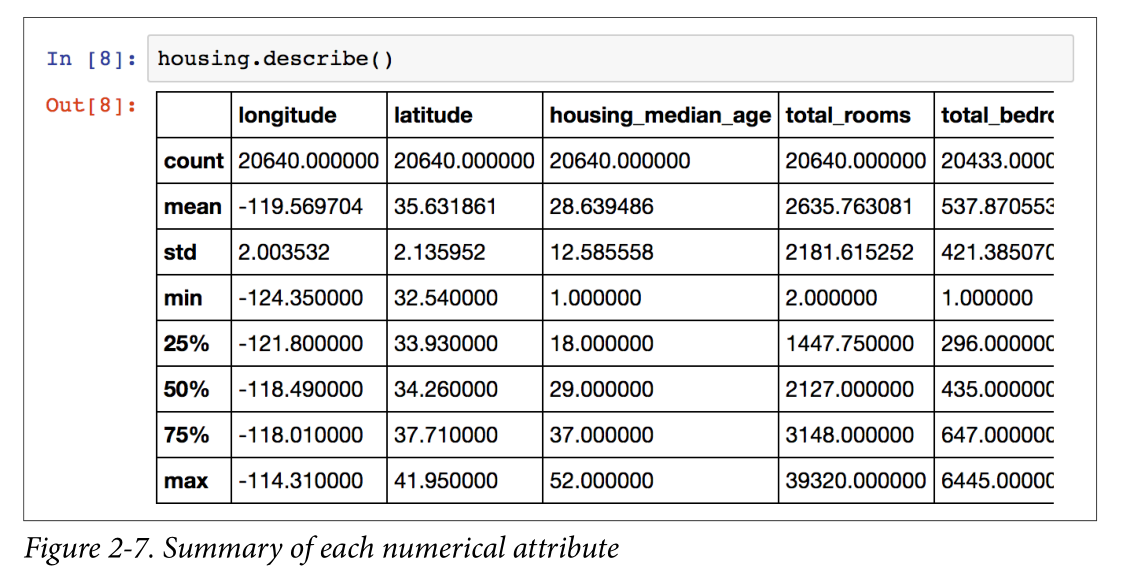 In [8]: housing.describe()
Out[8]:
longitude latitude housing_median_age total_rooms total_bedro
count 20640.000000 20640.000000 20640.000000 20640.000000 20433.0000
mean -119.569704 35.631861 28.639486 2635.763081 537.870553
std 2.003532 2.135952 12.585558 2181.615252 421.385070
min -124.350000 32.540000 1.000000 2.000000 1.000000
25% -121.800000 33.930000 18.000000 1447.750000 296.000000
50% -118.490000 34.260000 29.000000 2127.000000 435.000000
75% -118.010000 37.710000 37.000000 3148.000000 647.000000
max -114.310000 41.950000 52.000000 39320.000000 6445.00000
Figure 2-7. Summary of each numerical attribute